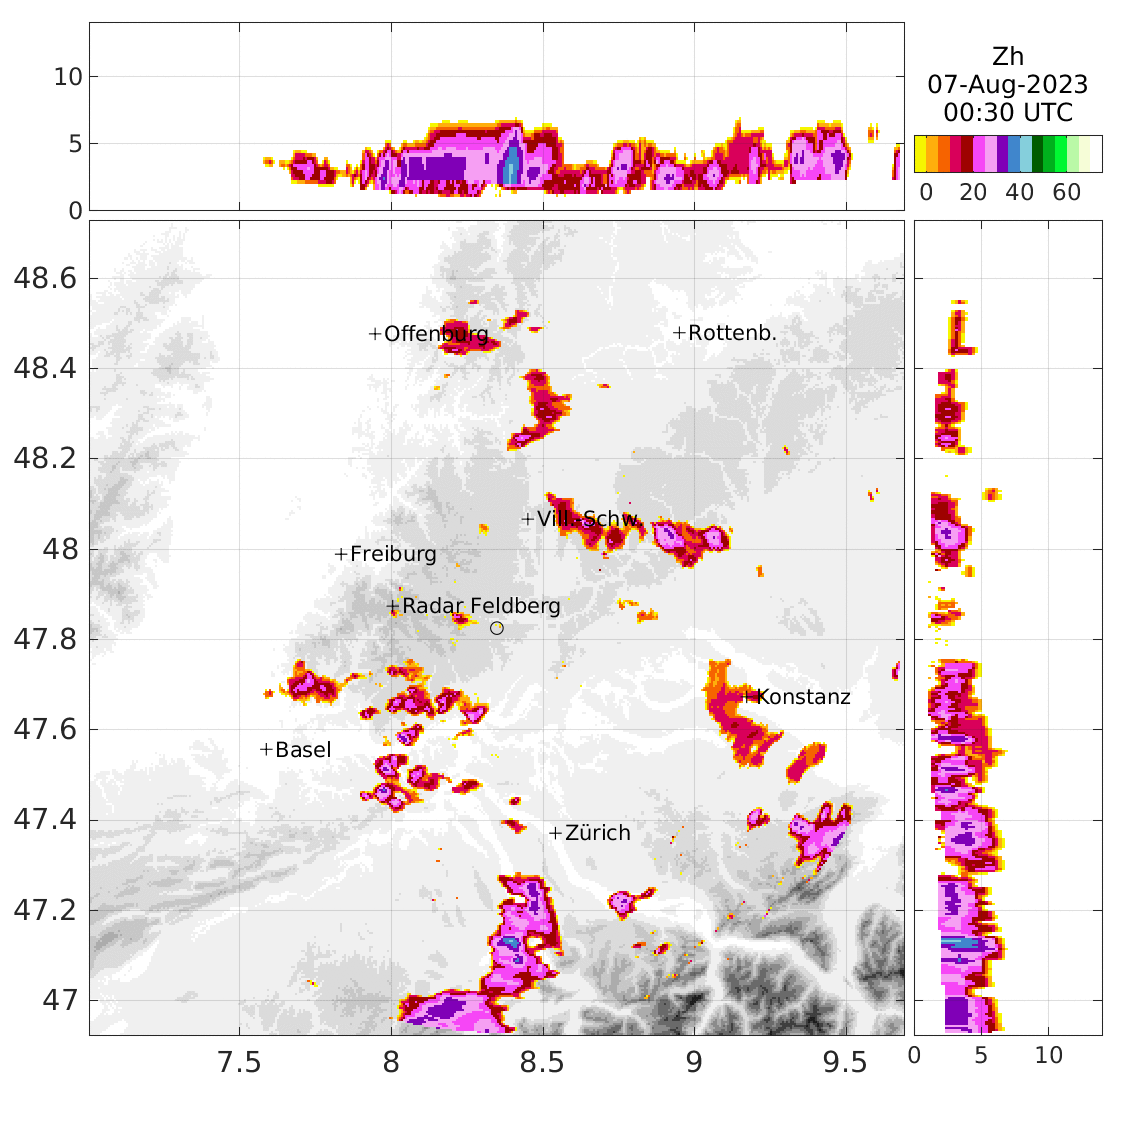 10
5
0
Zh
07-Aug-2023
00:30 UTC
0 20 40 60
48.6
48.4
48.2
48
47.8
47.6
47.4
47.2
47
+Offenburg
+Rottenb.
+Vill.-Schw.
+Freiburg
+Radar Feldberg
+Konstanz
+Basel
+Zürich
7.5 8 8.5 9 9.5
0 5 10